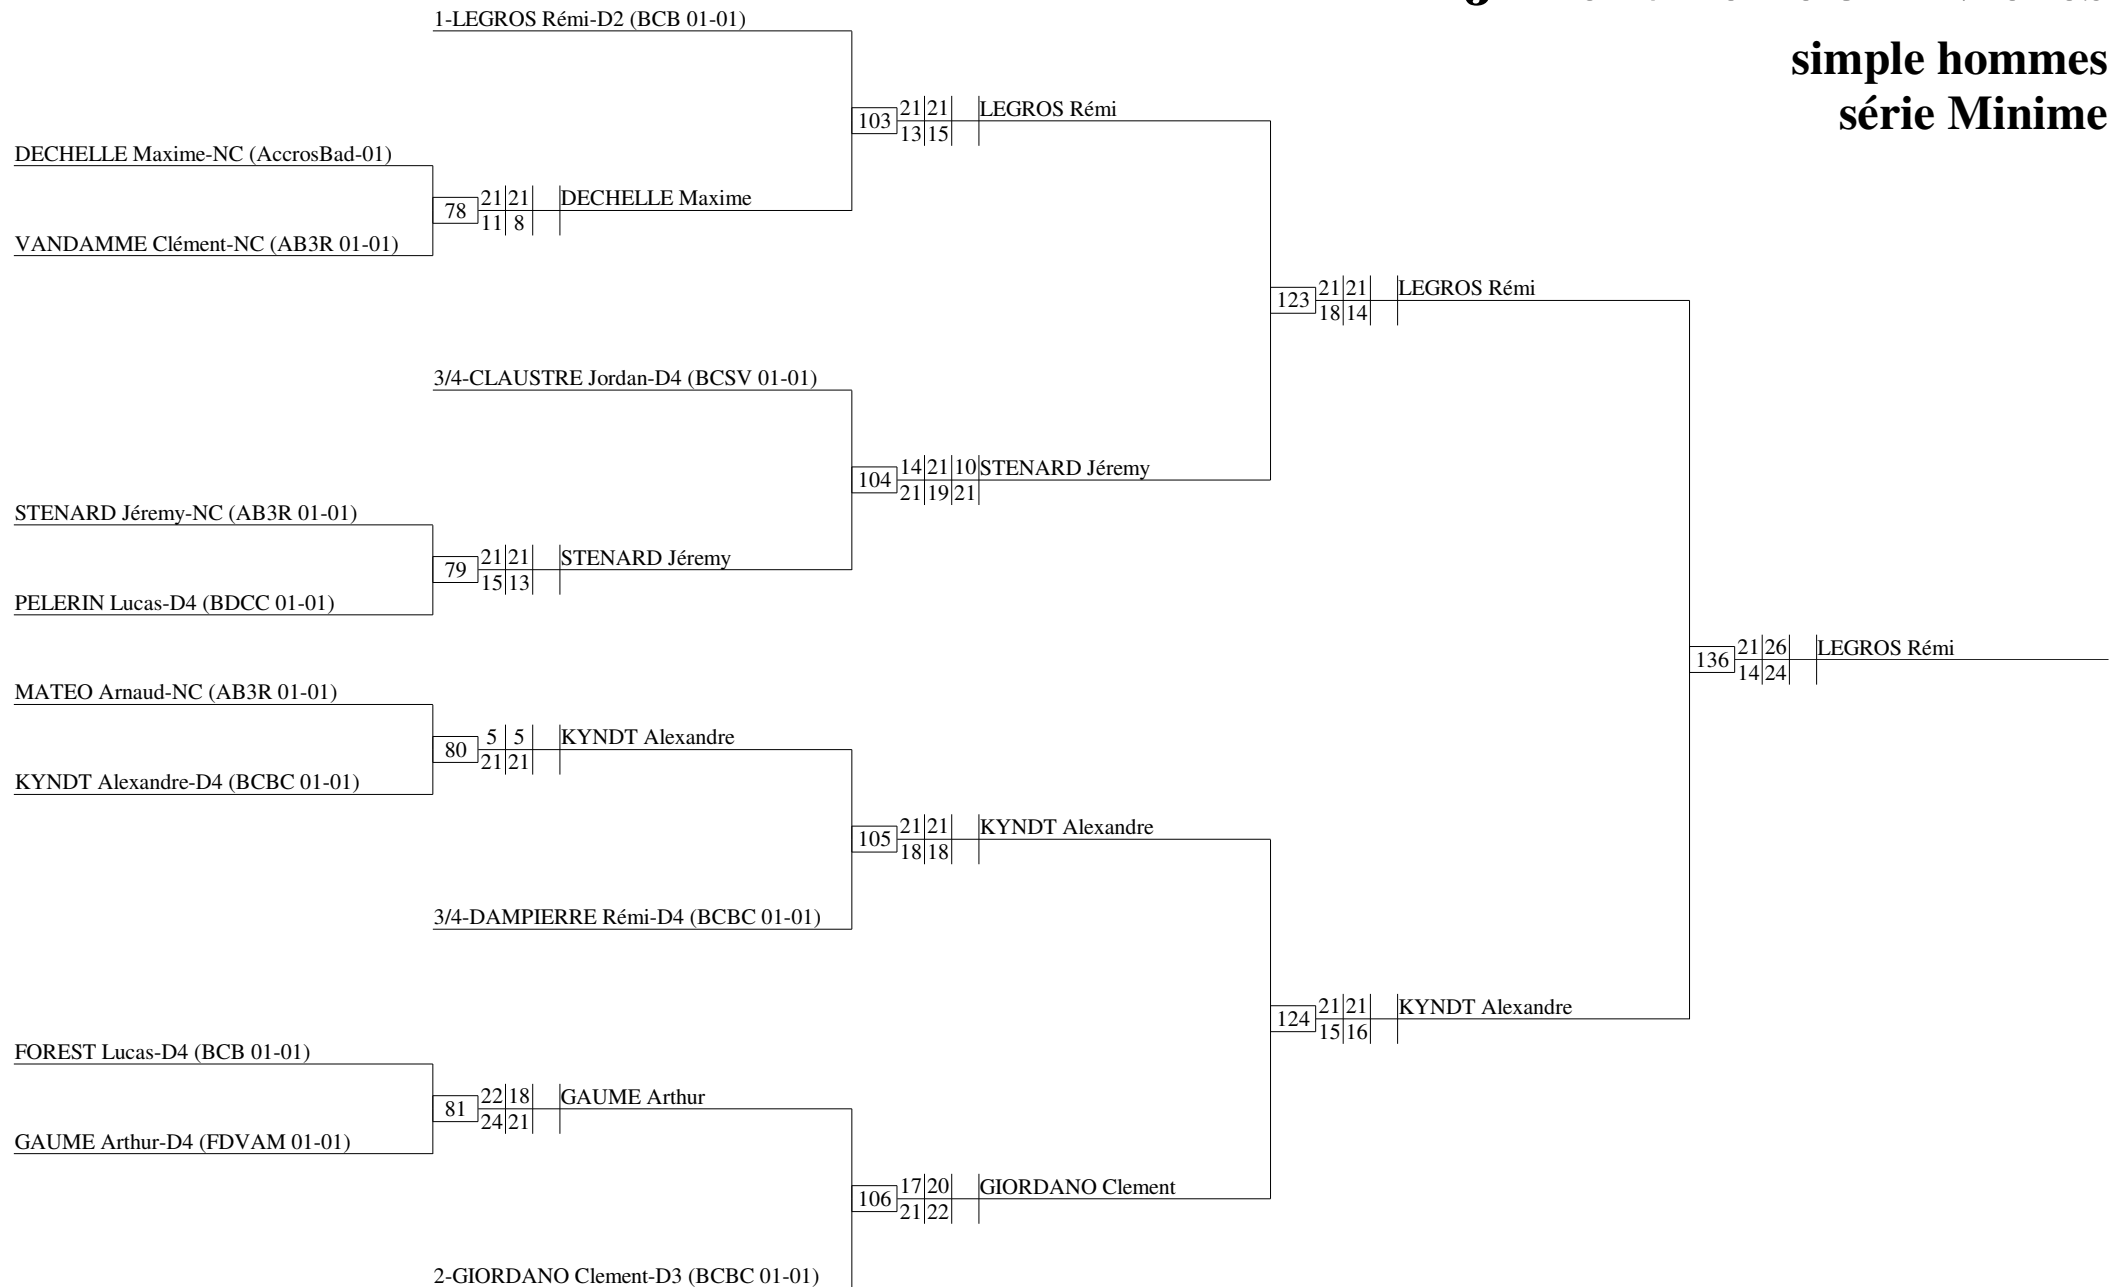 simple hommes
série Minime
1-LEGROS Rémi-D2 (BCB 01-01)
103 21 21 LEGROS Rémi
13 15
DECHELLE Maxime-NC (AccrosBad-01)
78 21 21 DECHELLE Maxime
11 8
VANDAMME Clément-NC (AB3R 01-01)
123 21 21 LEGROS Rémi
18 14
3/4-CLAUSTRE Jordan-D4 (BCSV 01-01)
104 14 21 10 STENARD Jéremy
21 19 21
STENARD Jéremy-NC (AB3R 01-01)
79 21 21 STENARD Jéremy
15 13
PELERIN Lucas-D4 (BDCC 01-01)
136 21 26 LEGROS Rémi
14 24
MATEO Arnaud-NC (AB3R 01-01)
80 5 5 KYNDT Alexandre
21 21
KYNDT Alexandre-D4 (BCBC 01-01)
105 21 21 KYNDT Alexandre
18 18
3/4-DAMPIERRE Rémi-D4 (BCBC 01-01)
124 21 21 KYNDT Alexandre
15 16
FOREST Lucas-D4 (BCB 01-01)
81 22 18 GAUME Arthur
24 21
GAUME Arthur-D4 (FDVAM 01-01)
106 17 20 GIORDANO Clement
21 22
2-GIORDANO Clement-D3 (BCBC 01-01)